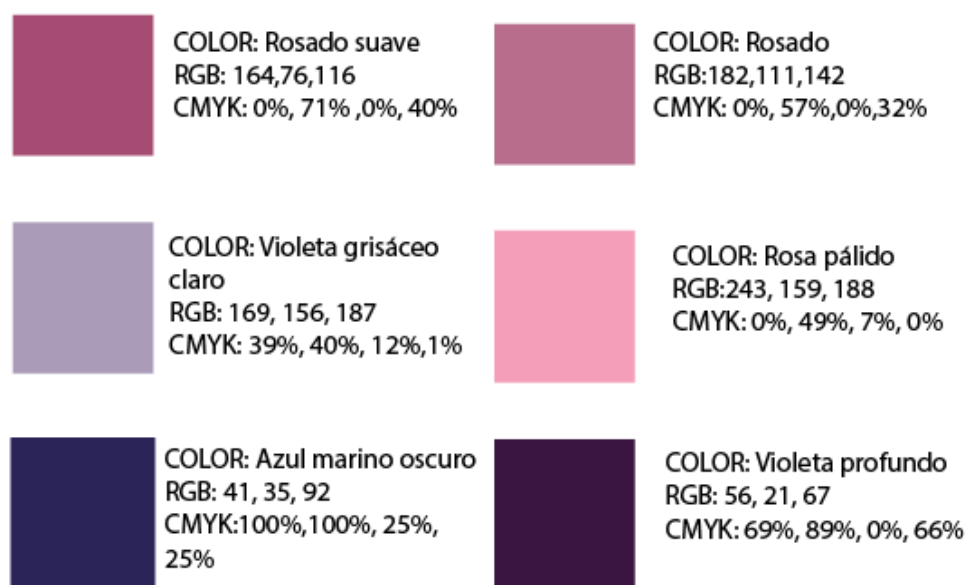 COLOR: Rosado suave
RGB: 164,76,116
CMYK: 0%, 71% ,0%, 40%
COLOR: Rosado
RGB:182,111,142
CMYK: 0%, 57%,0%,32%
COLOR: Violeta grisáceo
claro
RGB: 169, 156, 187
CMYK: 39%, 40%, 12%,1%
COLOR: Rosa pálido
RGB:243, 159, 188
CMYK: 0%, 49%, 7%, 0%
COLOR: Azul marino oscuro
RGB: 41, 35, 92
CMYK:100%,100%, 25%,
25%
COLOR: Violeta profundo
RGB: 56, 21, 67
CMYK: 69%, 89%, 0%, 66%